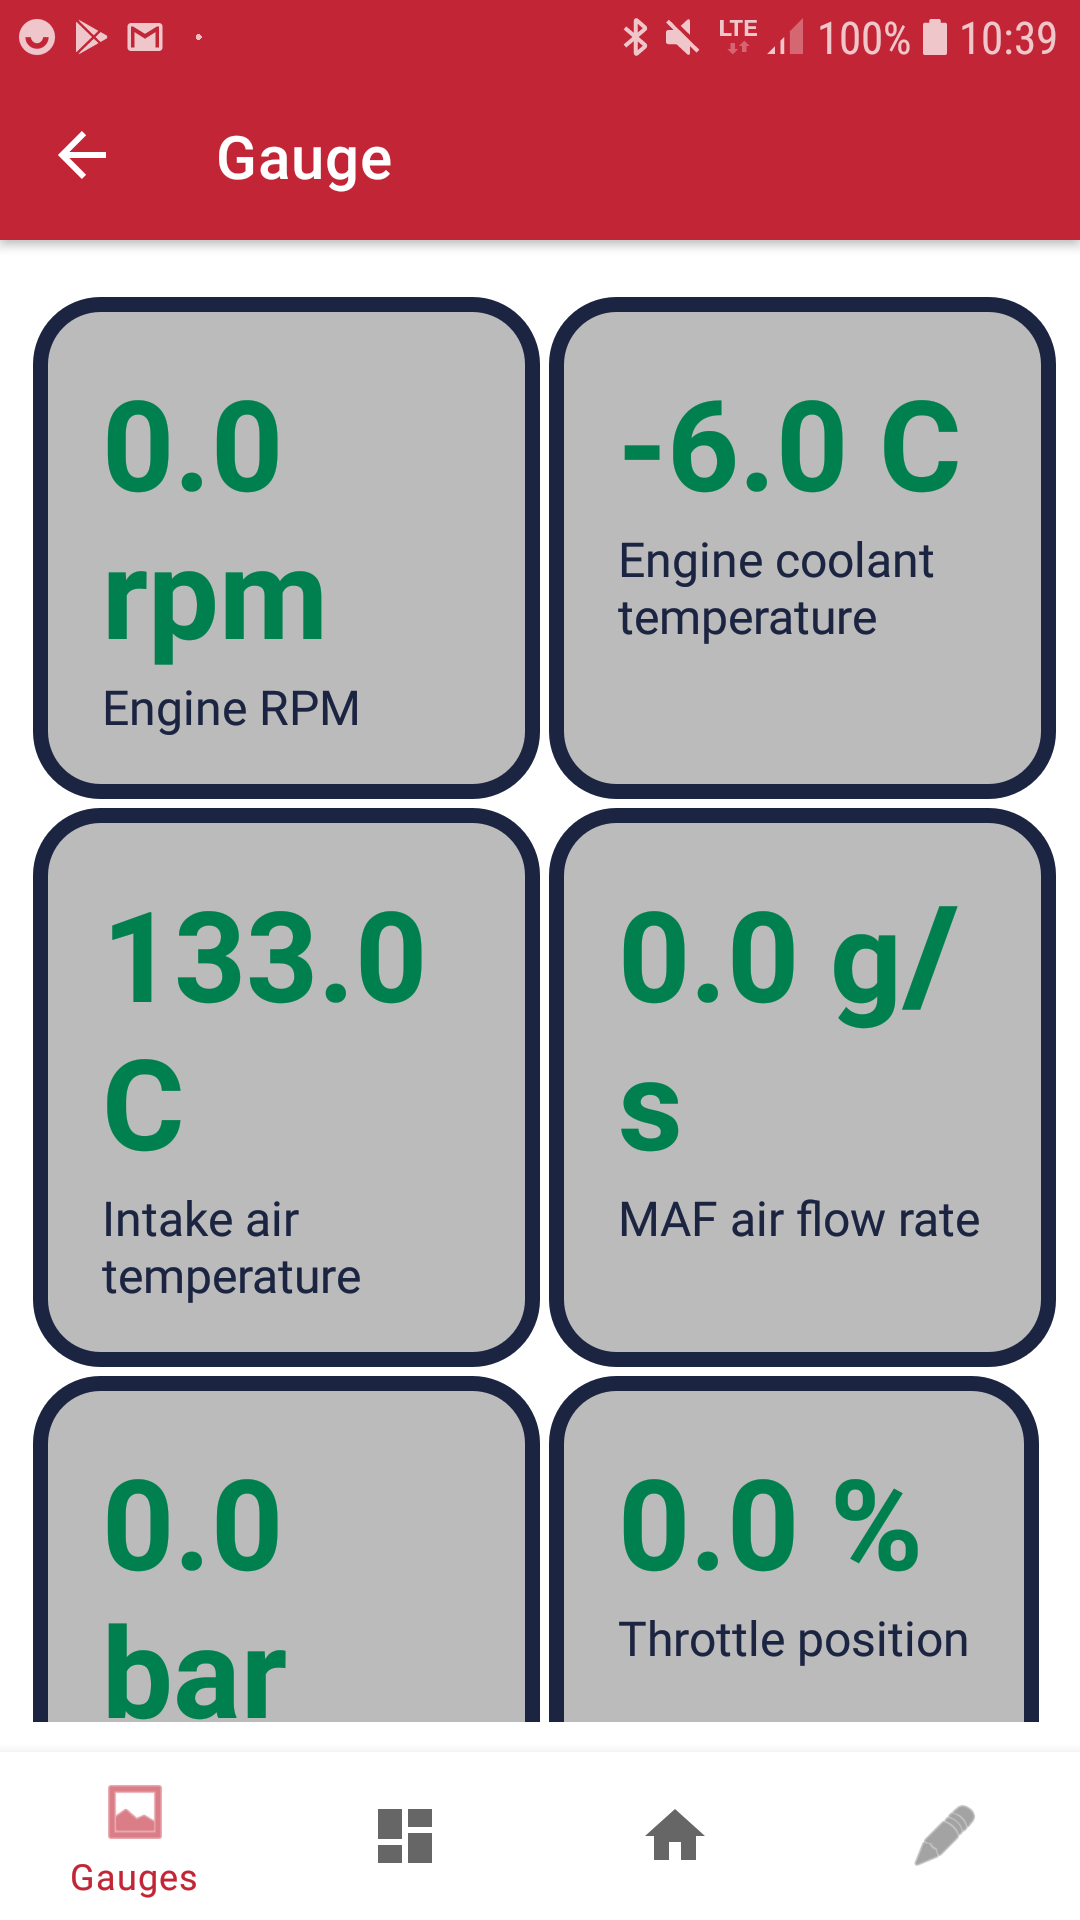 LTE 100% 10:39
Gauge
0.0
rpm
Engine RPM
-6.0 C
Engine coolant
temperature
133.0
C
Intake air
temperature
0.0 g/
s
MAF air flow rate
0.0
bar
0.0 %
Throttle position
Gauges